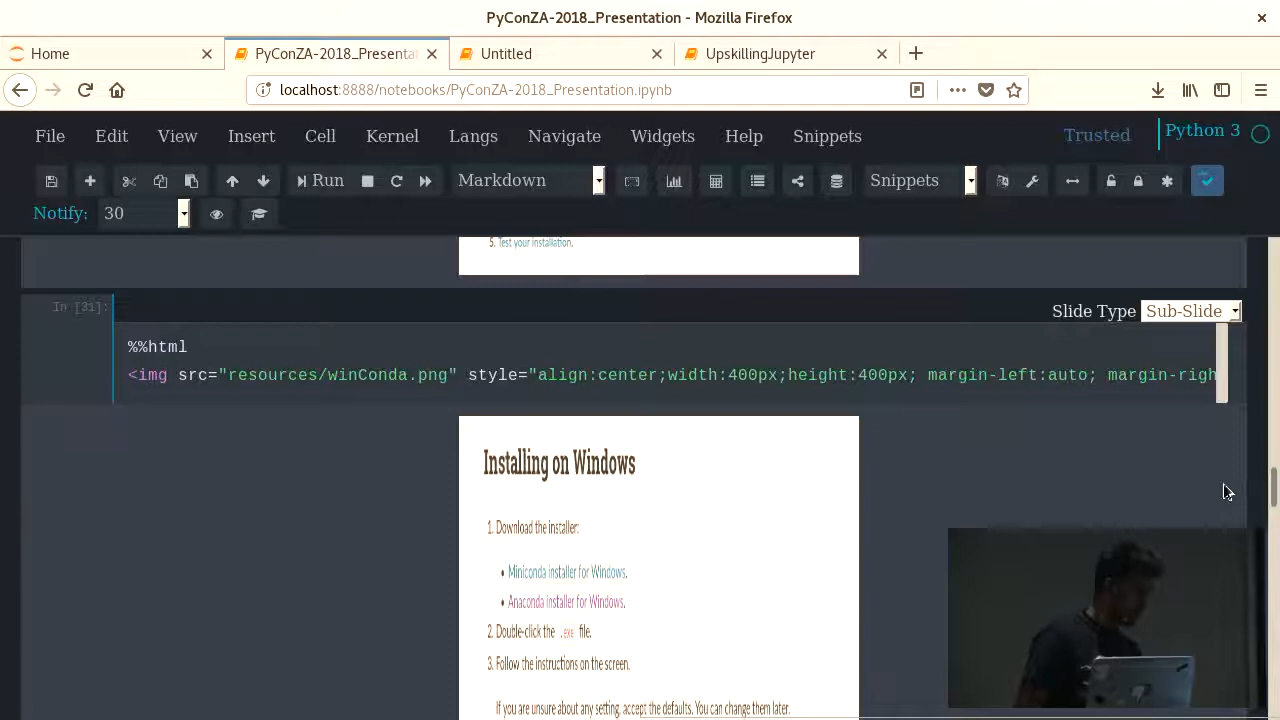 PyConZA-2018_Presentation - Mozilla Firefox
Home
PyConZA-2018_Presenta
Untitled
UpskillingJupyter
localhost:8888/notebooks/PyConZA-2018_Presentation.ipynb
File Edit View Insert Cell Kernel Langs Navigate Widgets Help Snippets Trusted Python 3
Run Markdown Snippets
Notify: 30
5. Test your installation.
In [31]:
Slide Type Sub-Slide
%%html
<img src="resources/winConda.png" style="align:center;width:400px;height:400px; margin-left:auto; margin-righ
Installing on Windows
1. Download the installer:
• Miniconda installer for Windows.
• Anaconda installer for Windows.
2. Double-click the .exe file.
3. Follow the instructions on the screen.
If you are unsure about any setting, accept the defaults. You can change them later.